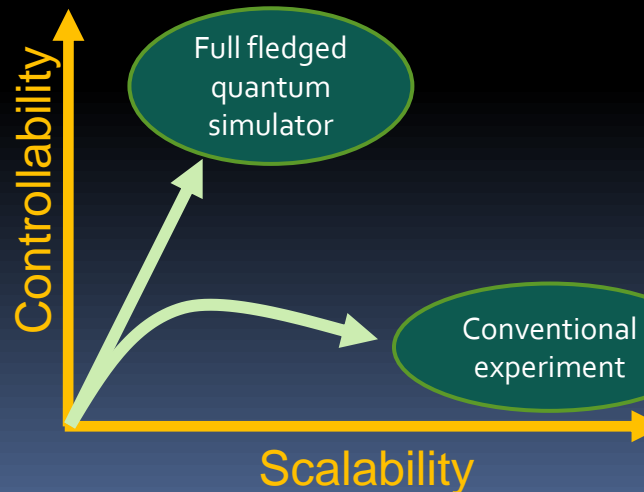 Full fledged
quantum
simulator
Controllability
Conventional
experiment
Scalability